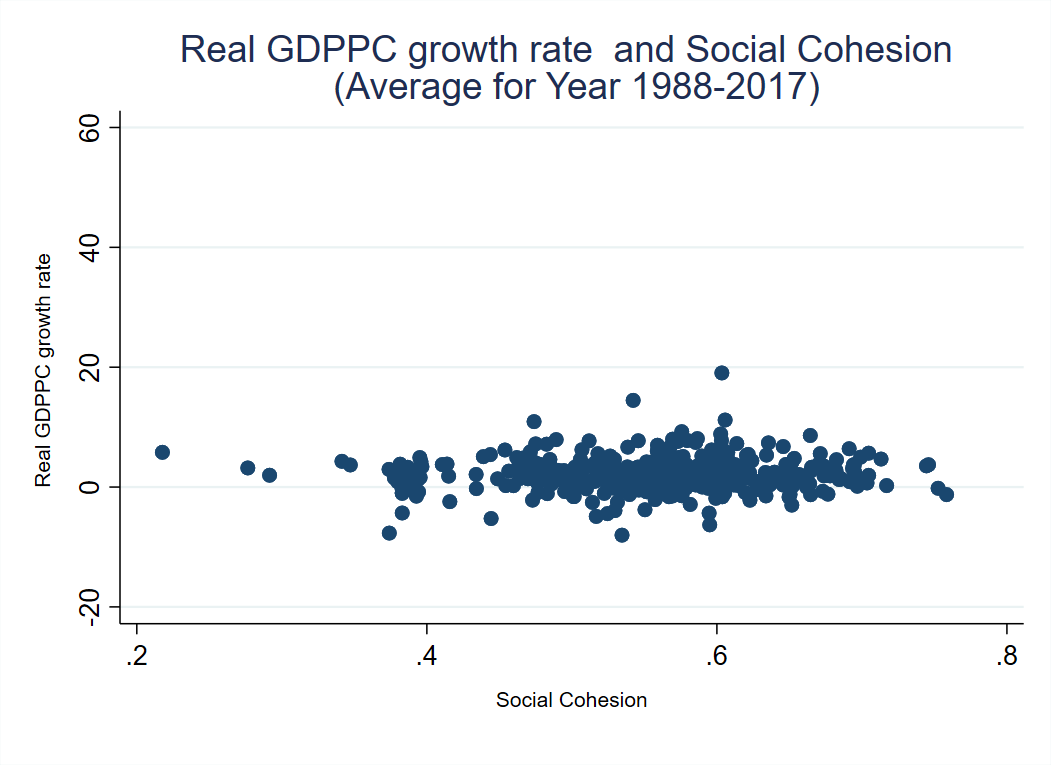 Real GDPPC growth rate  and Social Cohesion
(Average for Year 1988-2017)
60
40
20
0
-20
Real GDPPC growth rate
.2
.4
.6
.8
Social Cohesion